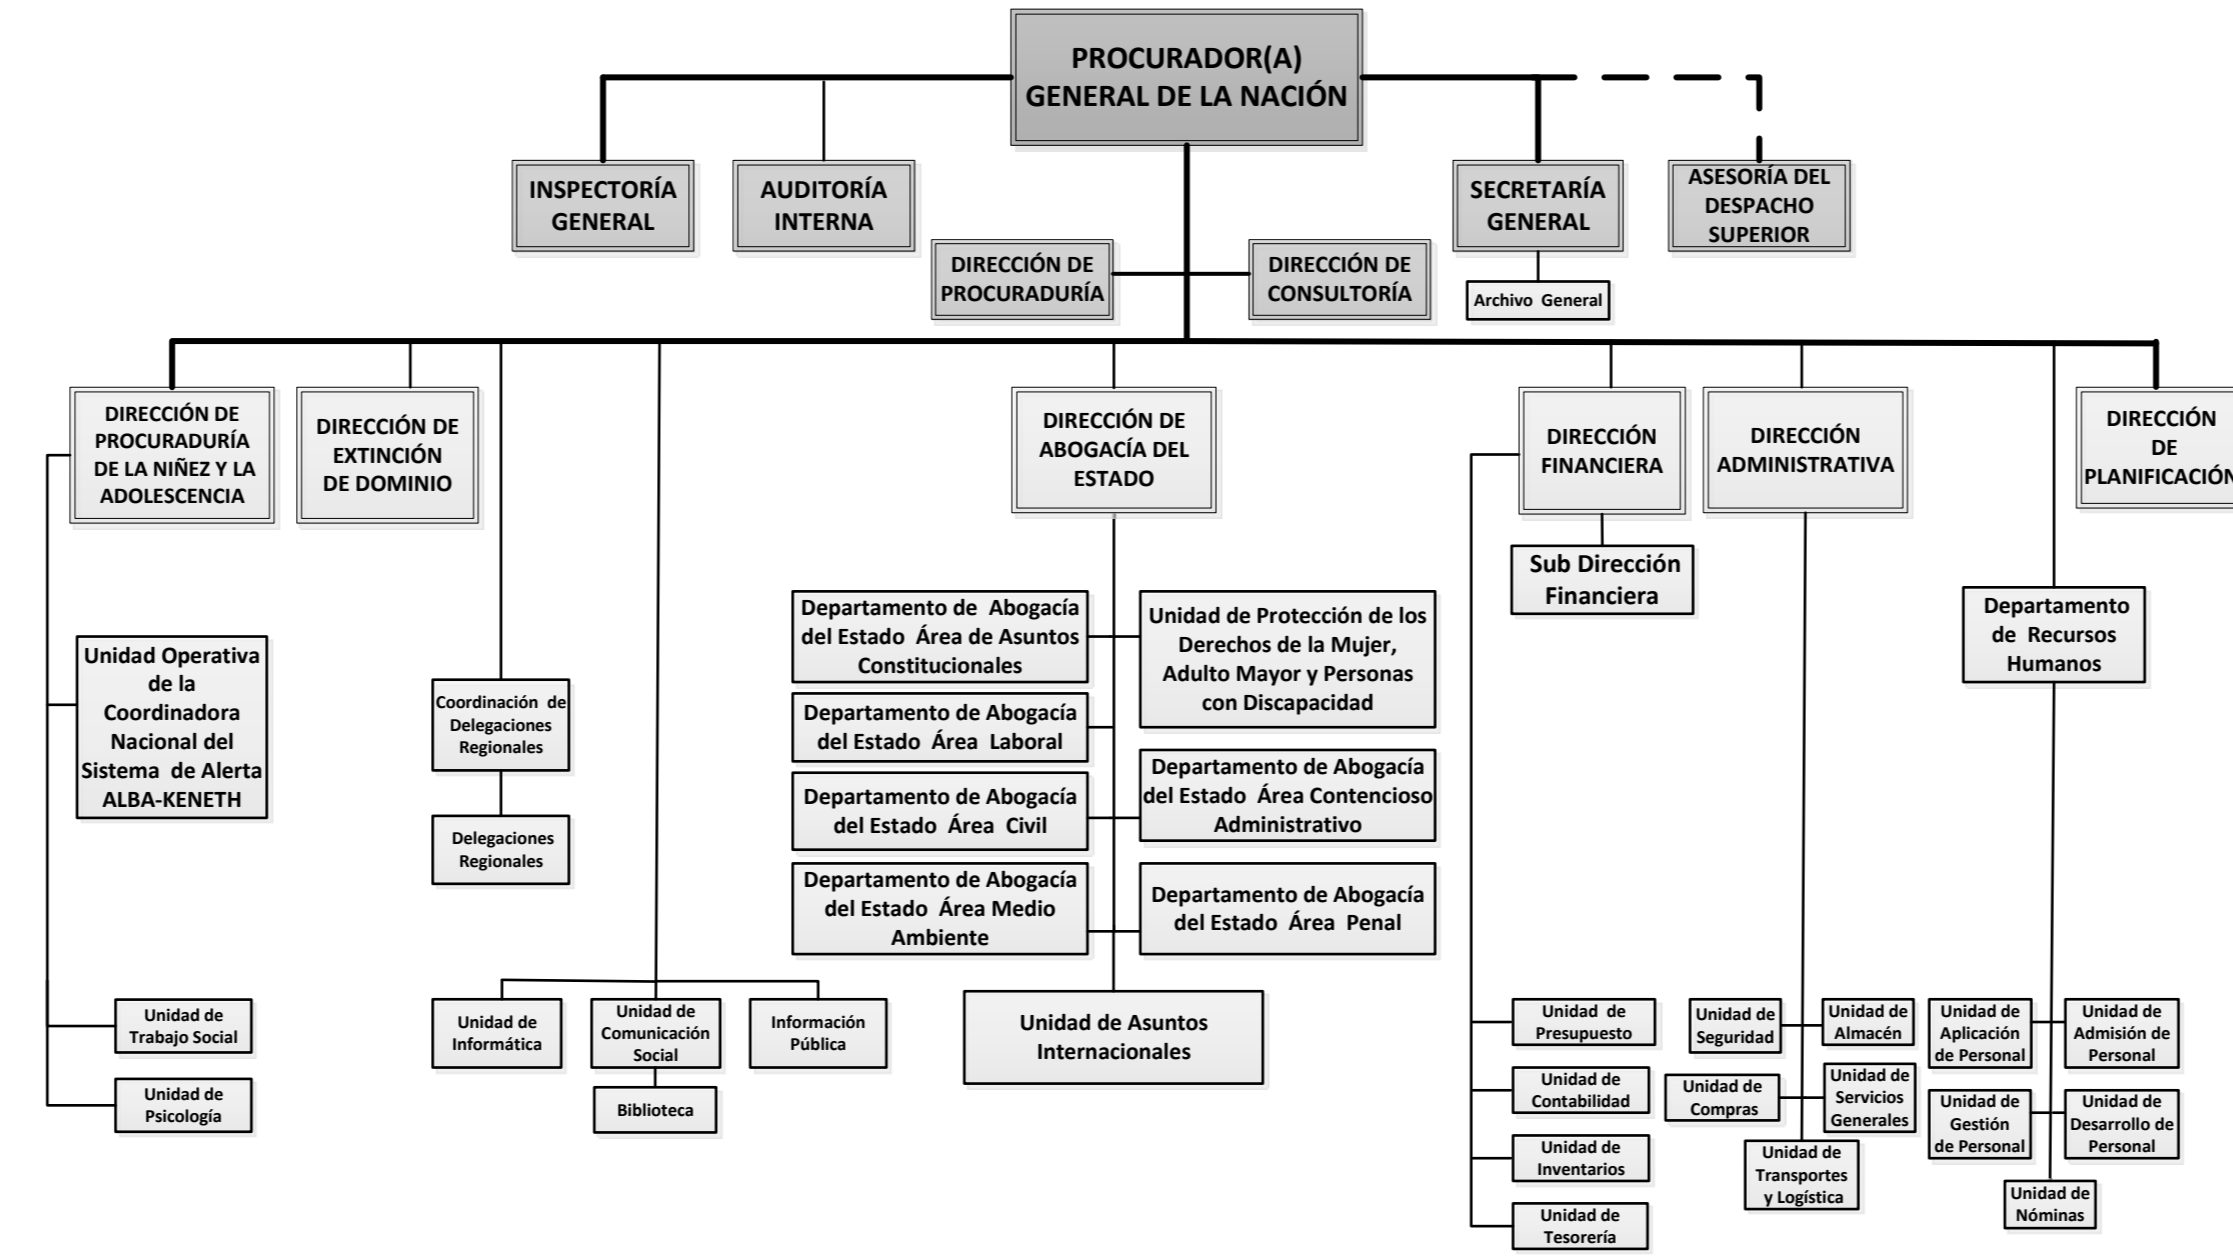 PROCURADOR(A)
GENERAL DE LA NACIÓN
INSPECTORÍA
GENERAL
AUDITORÍA
INTERNA
SECRETARÍA
GENERAL
ASESORÍA DEL
DESPACHO
SUPERIOR
DIRECCIÓN DE
PROCURADURÍA
DIRECCIÓN DE
CONSULTORÍA
Archivo General
DIRECCIÓN DE
PROCURADURÍA
DE LA NIÑEZ Y LA
ADOLESCENCIA
DIRECCIÓN DE
EXTINCIÓN
DE DOMINIO
DIRECCIÓN DE
ABOGACÍA DEL
ESTADO
DIRECCIÓN
FINANCIERA
DIRECCIÓN
ADMINISTRATIVA
DIRECCIÓN
DE
PLANIFICACIÓN
Sub Dirección
Financiera
Departamento
de Recursos
Humanos
Unidad Operativa
de la
Coordinadora
Nacional del
Sistema de Alerta
ALBA-KENETH
Coordinación de
Delegaciones
Regionales
Delegaciones
Regionales
Departamento de Abogacía
del Estado Área de Asuntos
Constitucionales
Unidad de Protección de los
Derechos de la Mujer,
Adulto Mayor y Personas
con Discapacidad
Departamento de Abogacía
del Estado Área Laboral
Departamento de Abogacía
del Estado Área Contencioso
Administrativo
Departamento de Abogacía
del Estado Área Civil
Departamento de Abogacía
del Estado Área Medio
Ambiente
Departamento de Abogacía
del Estado Área Penal
Unidad de Asuntos
Internacionales
Unidad de
Trabajo Social
Unidad de
Psicología
Unidad de
Informática
Unidad de
Comunicación
Social
Información
Pública
Biblioteca
Unidad de
Presupuesto
Unidad de
Contabilidad
Unidad de
Inventarios
Unidad de
Tesorería
Unidad de
Seguridad
Unidad de
Almacén
Unidad de
Compras
Unidad de
Servicios
Generales
Unidad de
Transportes
y Logística
Unidad de
Aplicación
de Personal
Unidad de
Admisión de
Personal
Unidad de
Gestión
de Personal
Unidad de
Desarrollo de
Personal
Unidad de
Nóminas